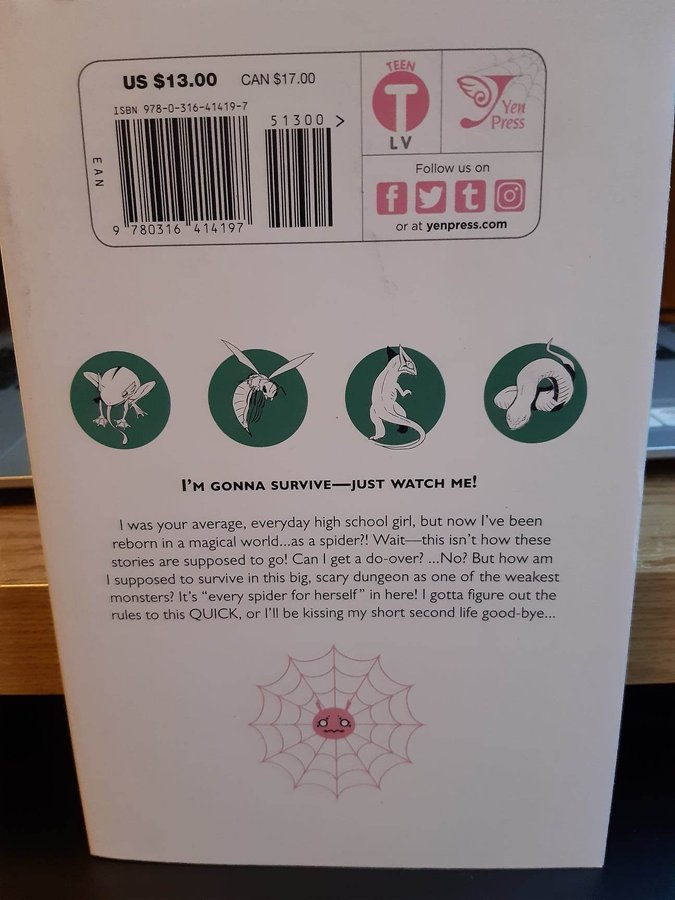 US $13.00 CAN $17.00
ISBN 978-0-316-41419-7
51300 >
EAN
9 780316 414197
TEEN
T
LV
Yen
Press
Follow us on
f t
or at yenpress.com
I'M GONNA SURVIVE—JUST WATCH ME!
I was your average, everyday high school girl, but now I've been
reborn in a magical world...as a spider?! Wait—this isn't how these
stories are supposed to go! Can I get a do-over? ...No? But how am
I supposed to survive in this big, scary dungeon as one of the weakest
monsters? It's "every spider for herself" in here! I gotta figure out the
rules to this QUICK, or I'll be kissing my short second life good-bye...